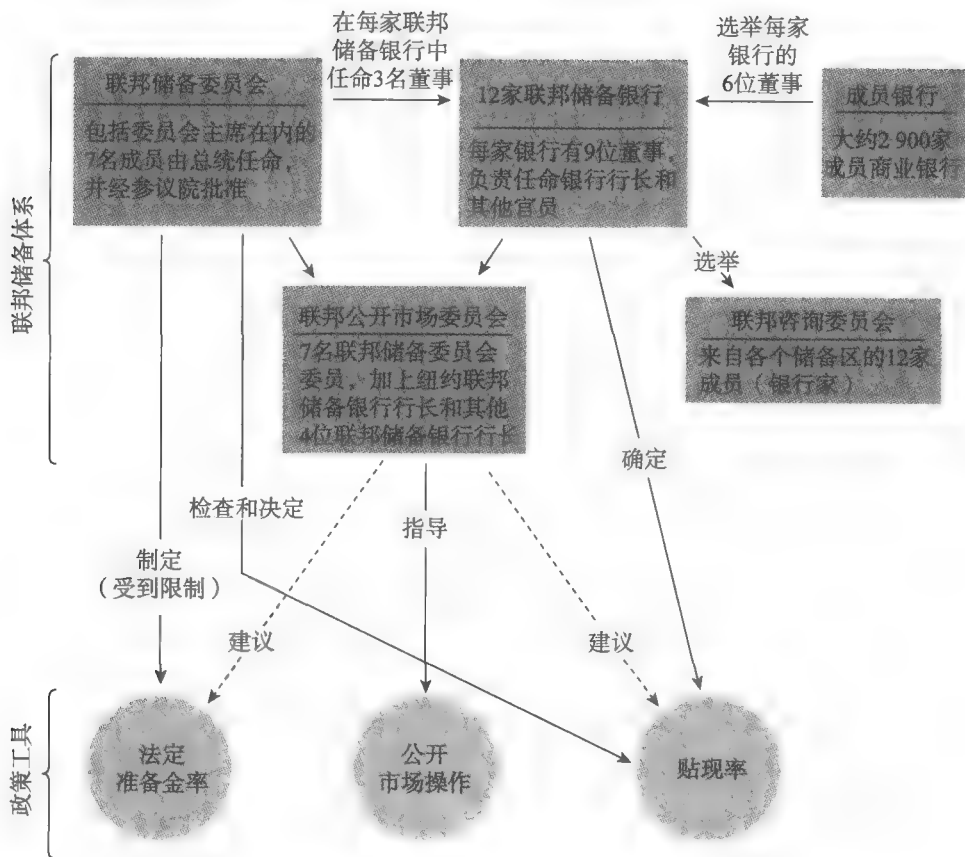 在每家联邦
储备银行中
任命3名董事
选举每家
银行的
6位董事
联邦储备委员会
包括委员会主席在内的
7名成员由总统任命，
并经参议院批准
12家联邦储备银行
每家银行有9位董事，
负责任命银行行长和
其他官员
成员银行
大约2 900家
成员商业银行
联邦储备体系
选举
联邦公开市场委员会
7名联邦储备委员会
委员，加上纽约联邦
储备银行行长和其他
4位联邦储备银行行长
联邦咨询委员会
来自各个储备区的12家
成员（银行家）
检查和决定
指导
确定
制定
（受到限制）
建议
建议
政策工具
法定
准备金率
公开
市场操作
贴现率